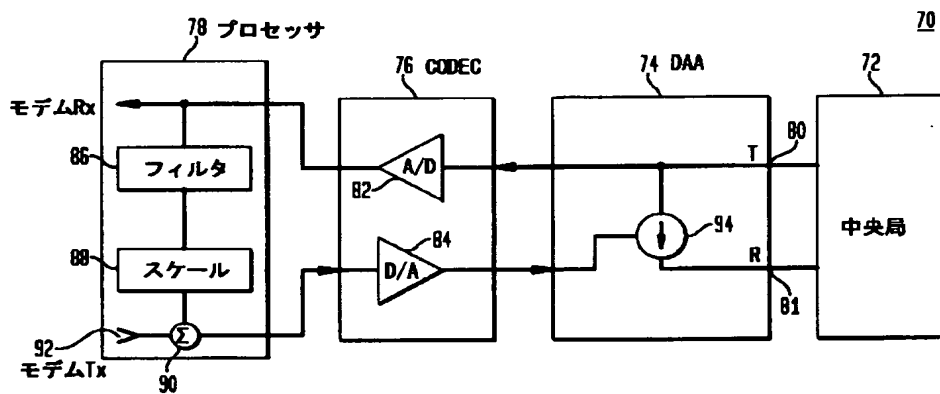 70
78 プロセッサ
76 CODEC
74 DAA
72
モデムRx
86
フィルタ
A/D
82
T
80
84
94
中央局
88
スケール
D/A
R
81
92
モデムTx
Σ
90